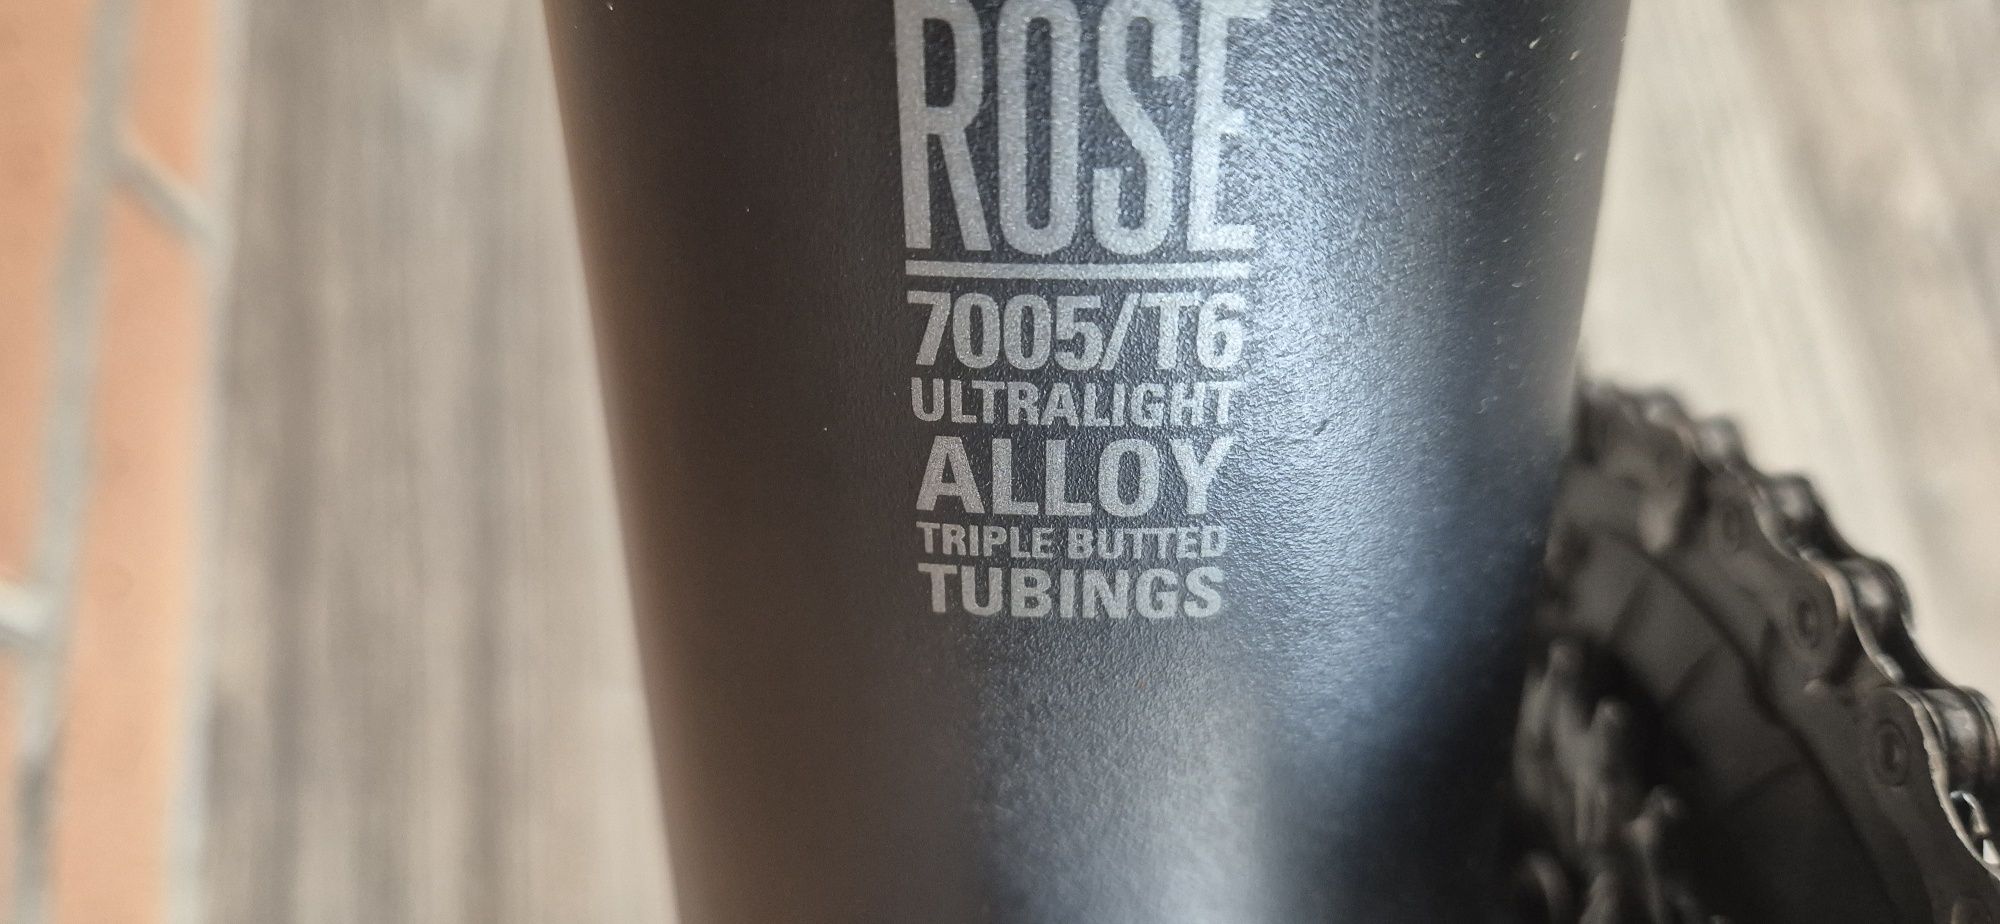 ROSE
7005/T6
ULTRALIGHT
ALLOY
TRIPLE BUTTED
TUBINGS